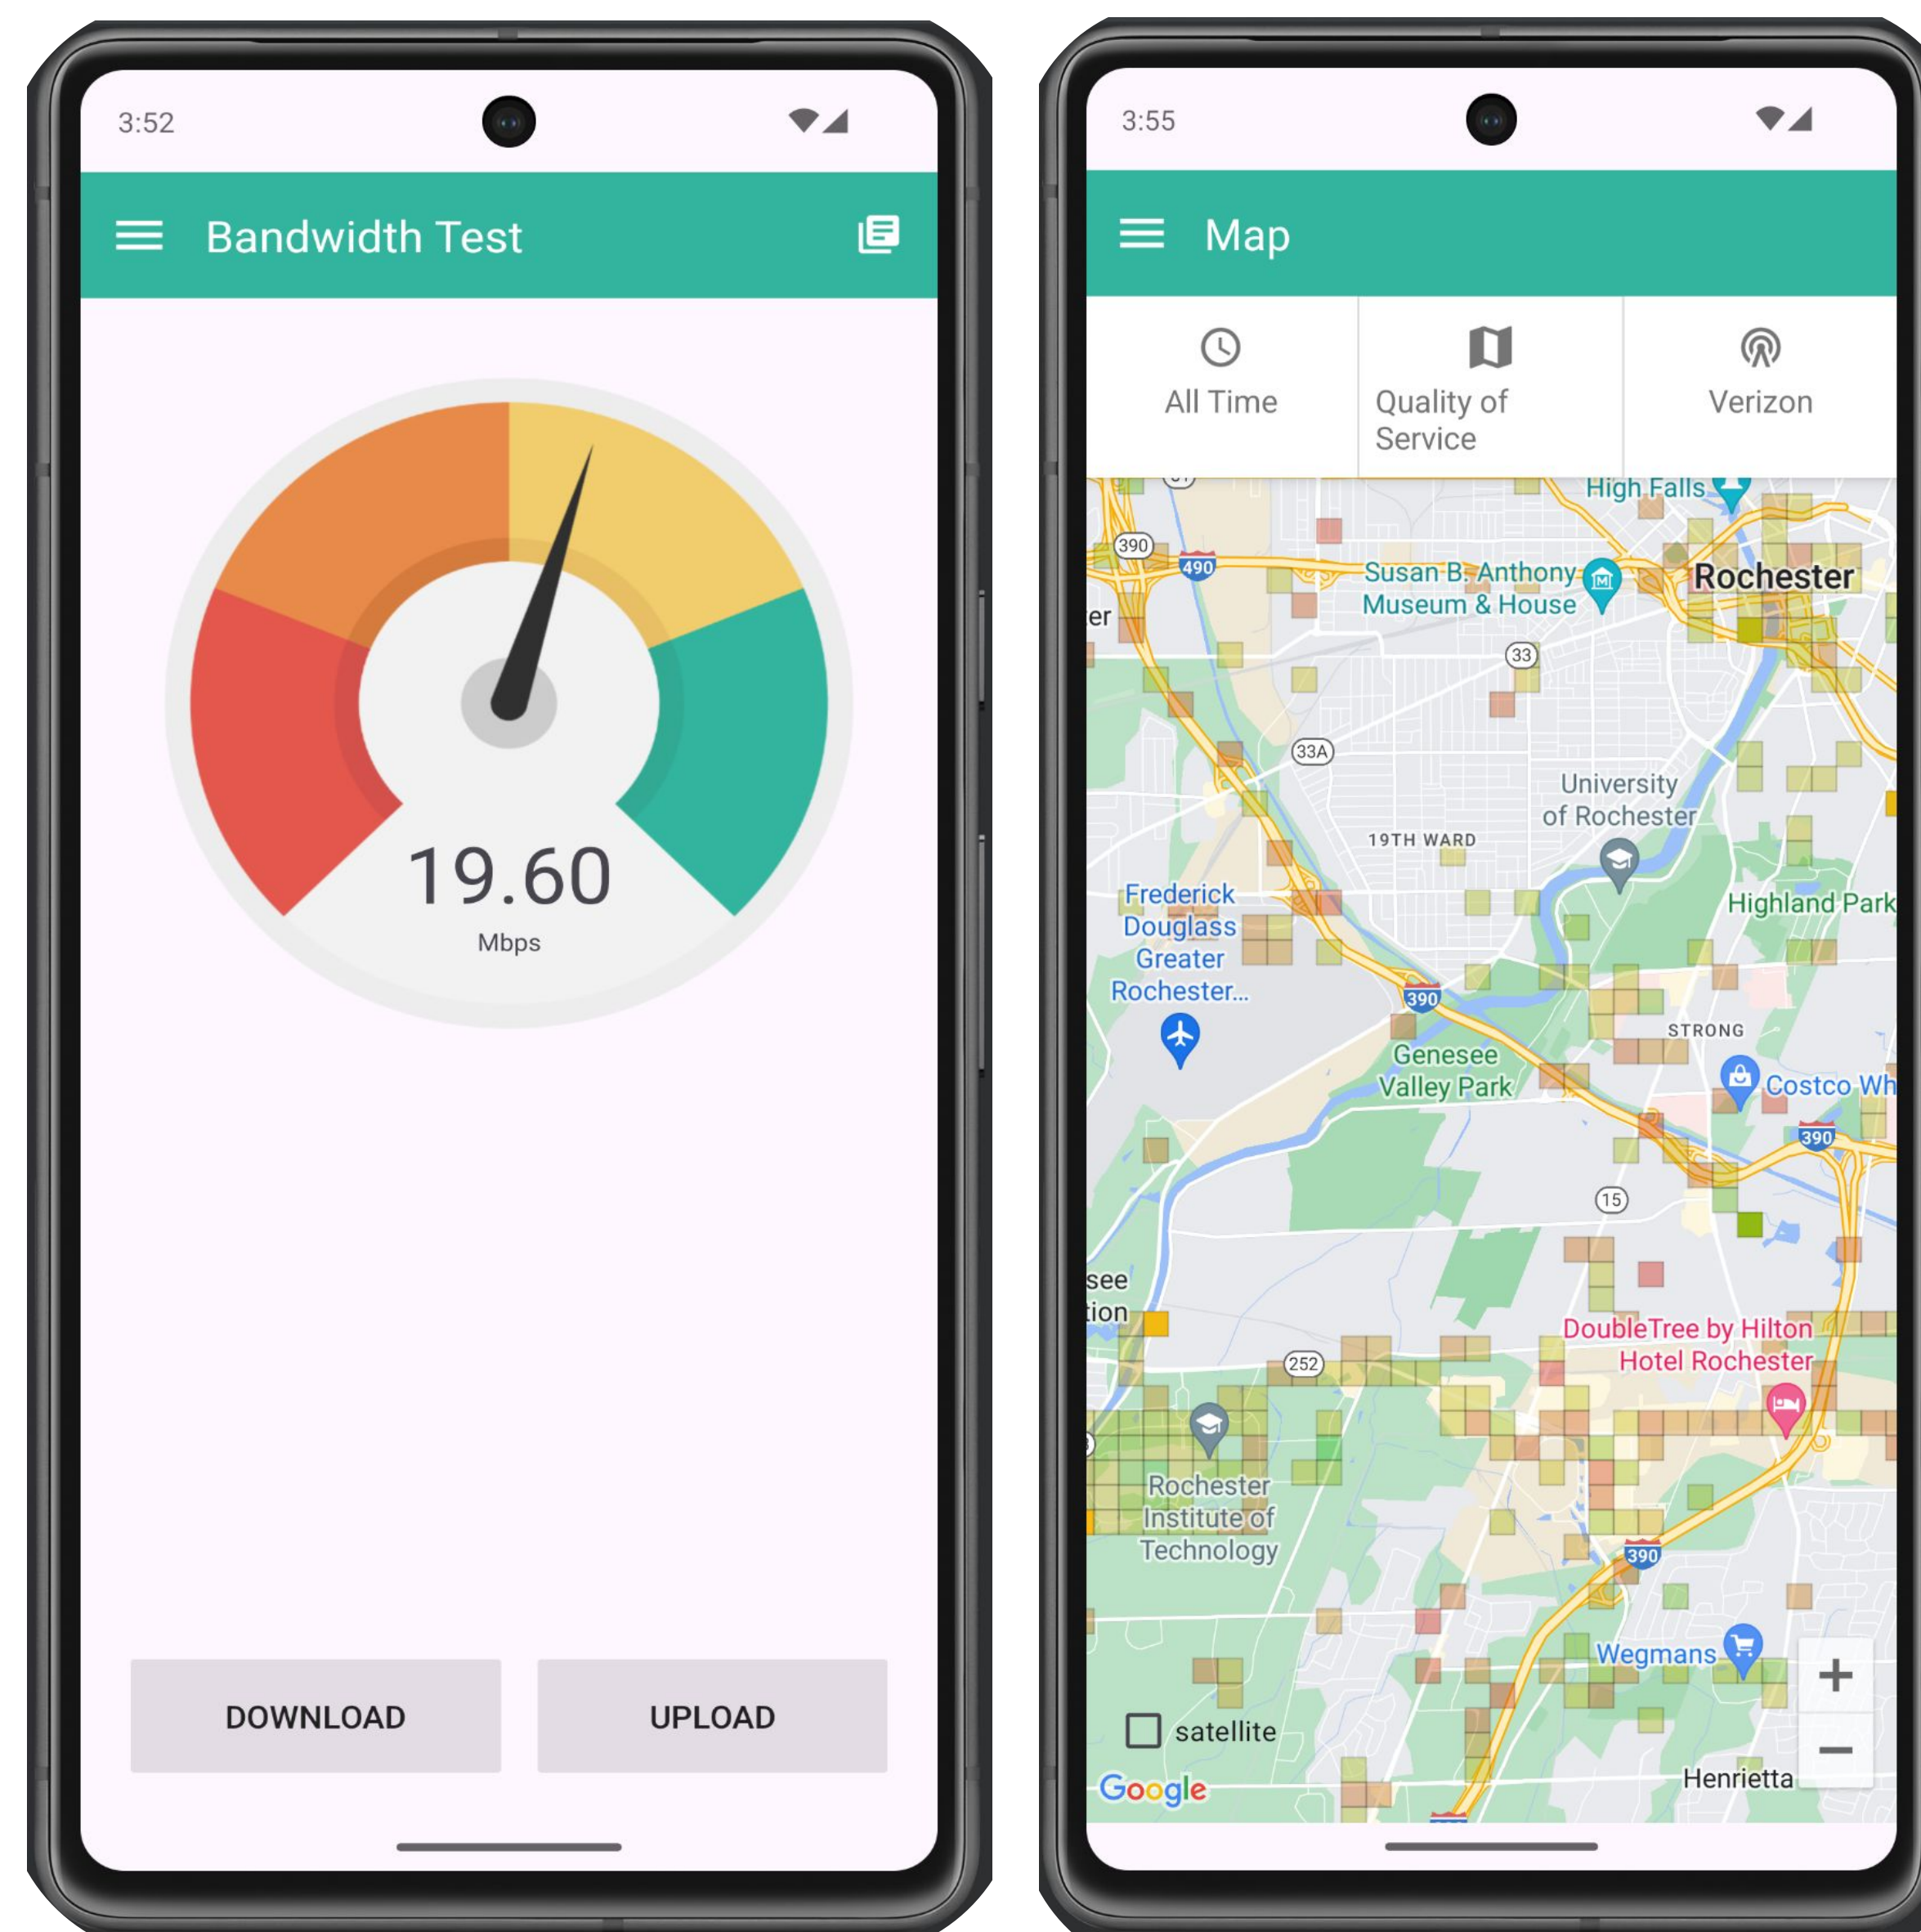 3:52
Bandwidth Test
19.60
Mbps
DOWNLOAD
UPLOAD
3:55
Map
All Time
Quality of
Service
Verizon
High Falls
390
490
Susan B. Anthony
Museum & House
Rochester
er
33
33A
University
of Rochester
19TH WARD
Frederick
Douglass
Greater
Rochester...
Highland Park
390
STRONG
Genesee
Valley Park
Costco Wh
390
15
see
tion
DoubleTree by Hilton
Hotel Rochester
252
Rochester
Institute of
Technology
390
Wegmans
+
satellite
−
Henrietta
Google